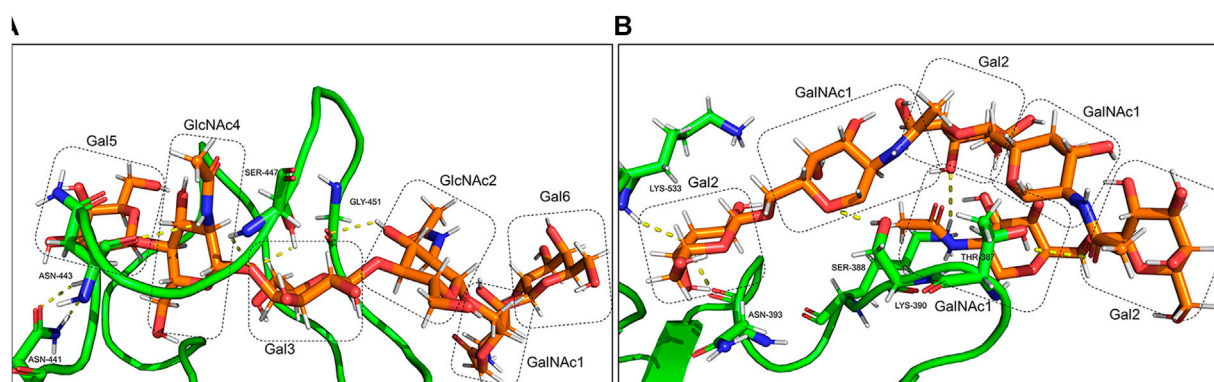 A
B
Gal5
GlcNAc4
SER-447
GLY-451
GlcNAc2
Gal6
ASN-443
ASN-441
Gal3
GalNAc1
Gal2
GalNAc1
GalNAc1
LYS-533
Gal2
SER-388
THR-387
LYS-390
GalNAc1
ASN-393
Gal2